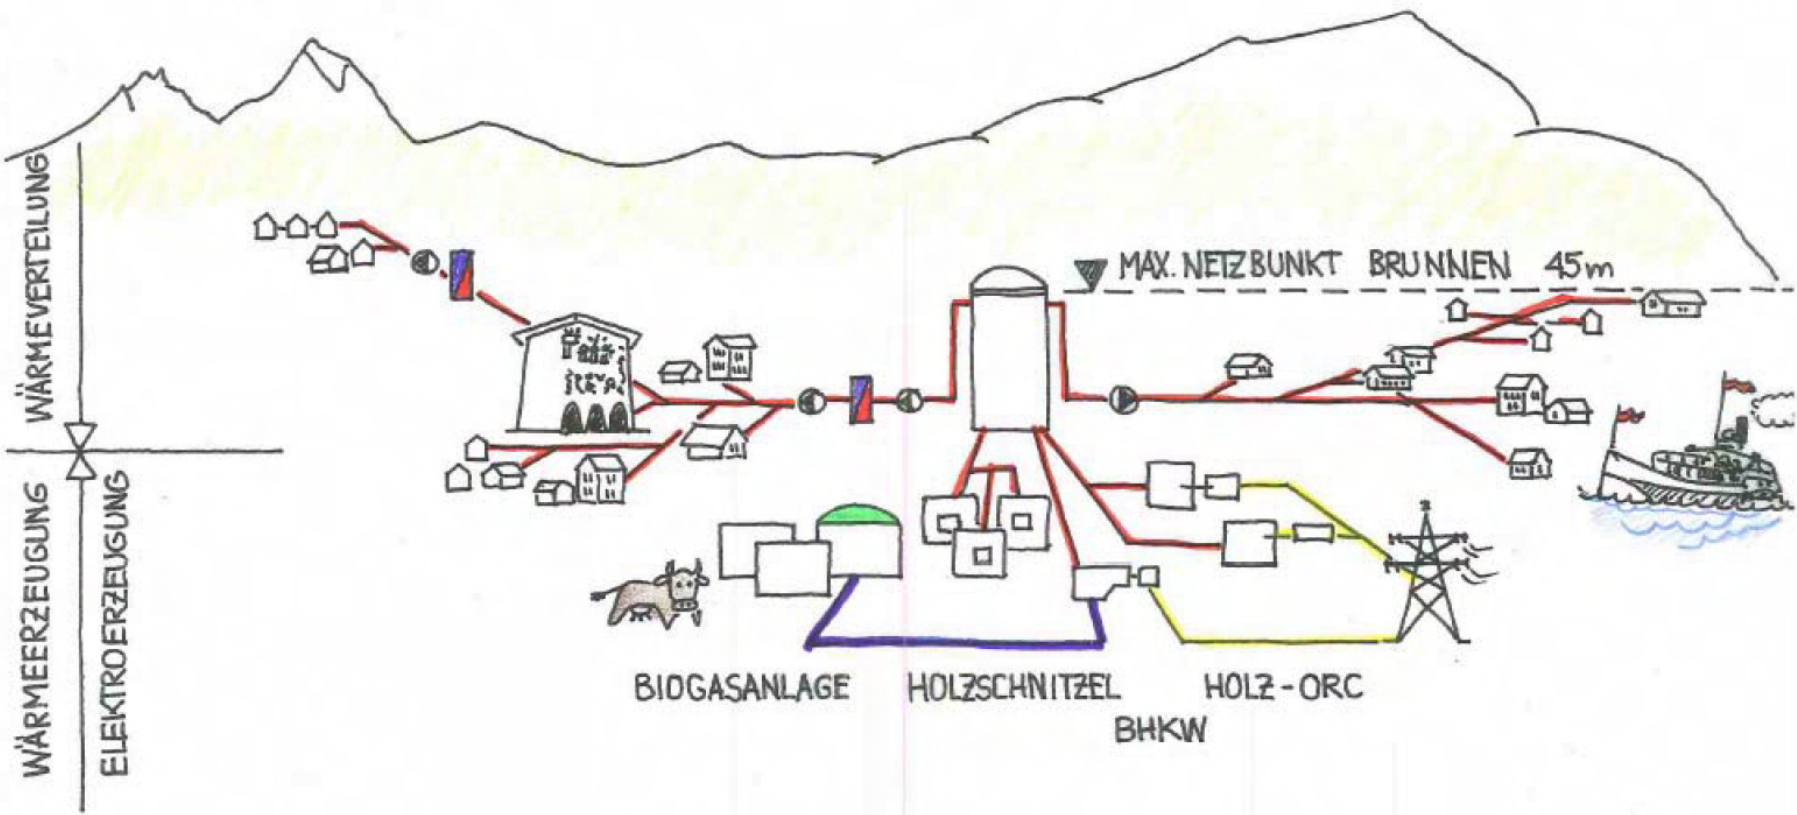 WÄRMEVERTEILUNG
MAX. NETZBUNKT BRUNNEN 45m
WÄRMEERZEUGUNG
ELEKTROERZEUGUNG
BIOGASANLAGE HOLZSCHNITZEL HOLZ-ORC
BHKW